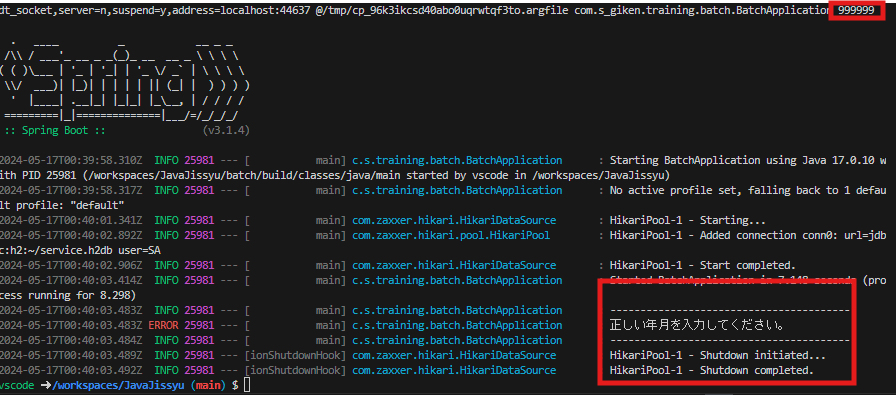 dt_socket,server=n,suspend=y,address=localhost:44637 @/tmp/cp_96k3ikcsd40abo0uqrwtqf3to.argfile com.s_giken.training.batch.BatchApplication 999999
Spring
:: Spring Boot :: (v3.1.4)
2024-05-17T00:39:58.310Z INFO 25981 --- [ main] c.s.training.batch.BatchApplication : Starting BatchApplication using Java 17.0.10 w
ith PID 25981 (/workspaces/JavaJissyu/batch/build/classes/java/main started by vscode in /workspaces/JavaJissyu)
2024-05-17T00:39:58.317Z INFO 25981 --- [ main] c.s.training.batch.BatchApplication : No active profile set, falling back to 1 defau
lt profile: "default"
2024-05-17T00:40:01.341Z INFO 25981 --- [ main] com.zaxxer.hikari.HikariDataSource : HikariPool-1 - Starting...
2024-05-17T00:40:02.892Z INFO 25981 --- [ main] com.zaxxer.hikari.pool.HikariPool : HikariPool-1 - Added connection conn0: url=jdb
c:h2:~/service.h2db user=SA
2024-05-17T00:40:02.906Z INFO 25981 --- [ main] com.zaxxer.hikari.HikariDataSource : HikariPool-1 - Start completed.
2024-05-17T00:40:03.414Z INFO 25981 --- [ main] c.s.training.batch.BatchApplication : Started BatchApplication in 7.148 seconds (pro
cess running for 8.298)
2024-05-17T00:40:03.483Z INFO 25981 --- [ main] c.s.training.batch.BatchApplication : ----------------------------------------
2024-05-17T00:40:03.483Z ERROR 25981 --- [ main] c.s.training.batch.BatchApplication : 正しい年月を入力してください。
2024-05-17T00:40:03.484Z INFO 25981 --- [ main] c.s.training.batch.BatchApplication : ----------------------------------------
2024-05-17T00:40:03.489Z INFO 25981 --- [ionShutdownHook] com.zaxxer.hikari.HikariDataSource : HikariPool-1 - Shutdown initiated...
2024-05-17T00:40:03.492Z INFO 25981 --- [ionShutdownHook] com.zaxxer.hikari.HikariDataSource : HikariPool-1 - Shutdown completed.
vscode ➜/workspaces/JavaJissyu (main) $